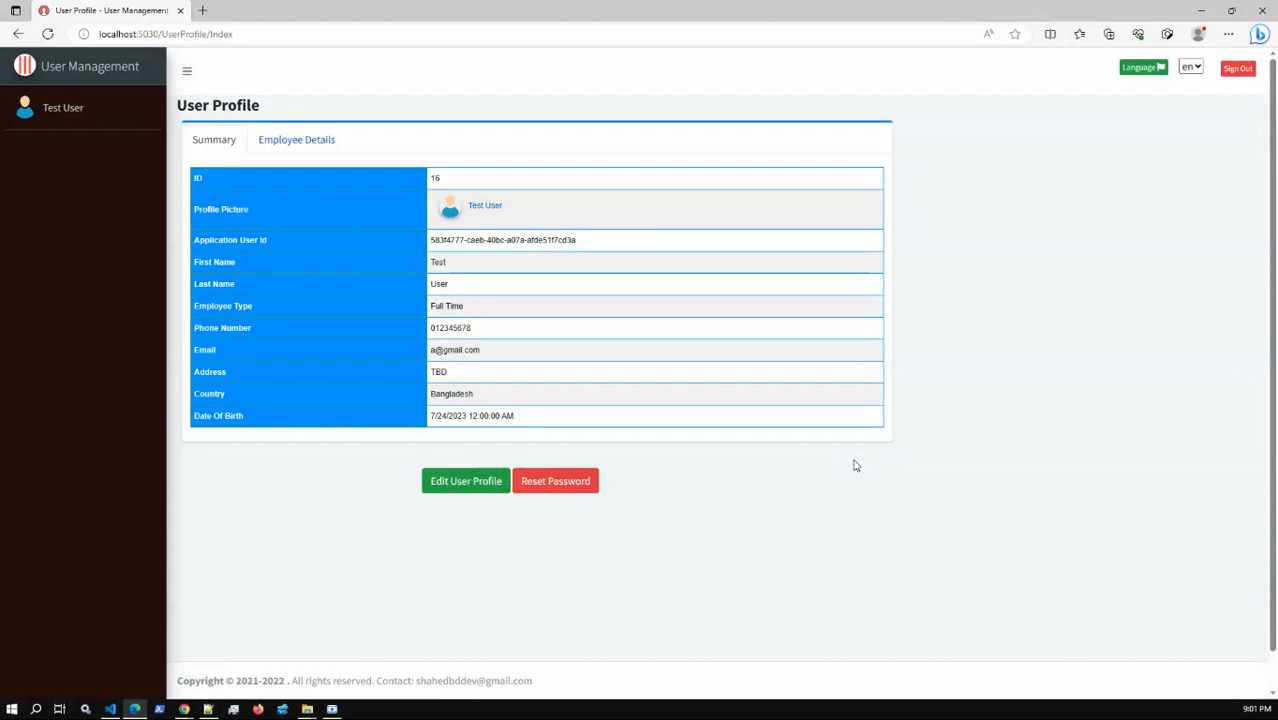 User Profile - User Management
localhost:5030/UserProfile/Index
User Management
Language
en
Sign Out
Test User
User Profile
Summary
Employee Details
ID 16
Profile Picture Test User
Application User Id 583f4777-caeb-40bc-a07a-afde51f7cd3a
First Name Test
Last Name User
Employee Type Full Time
Phone Number 012345678
Email a@gmail.com
Address TBD
Country Bangladesh
Date Of Birth 7/24/2023 12:00:00 AM
Edit User Profile
Reset Password
Copyright © 2021-2022 . All rights reserved. Contact: shahedbddev@gmail.com
9:01 PM